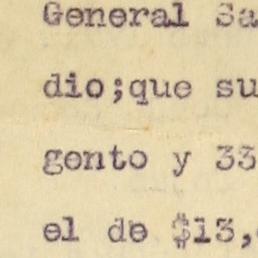 General Sa
dio;que su
gento y 33
el de $13,